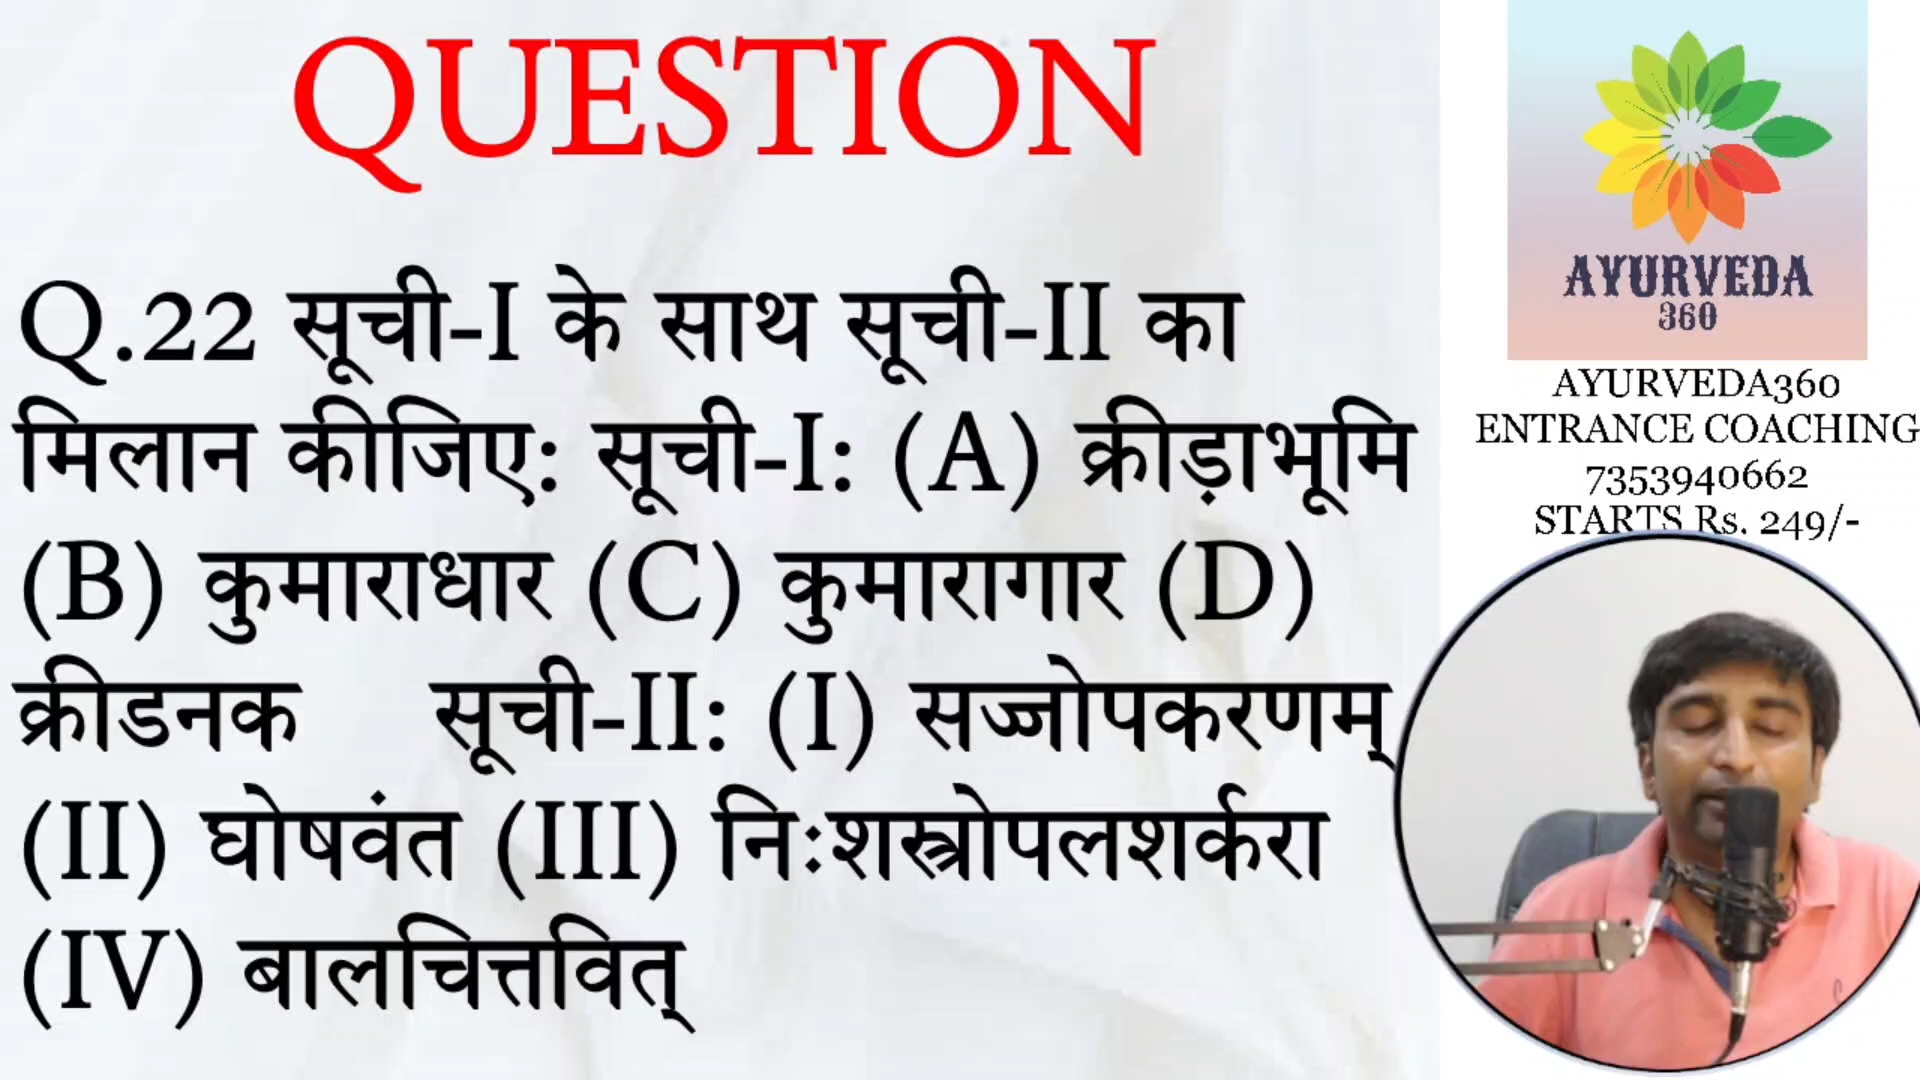 QUESTION
Q.22 सूची-I के साथ सूची-II का
मिलान कीजिए: सूची-I: (A) क्रीड़ाभूमि
(B) कुमाराधार (C) कुमारागार (D)
क्रीडनक सूची-II: (I) सज्जोपकरणम्
(II) घोषवंत (III) निःशस्त्रोपलशर्करा
(IV) बालचित्तवित्
AYURVEDA
360
AYURVEDA360
ENTRANCE COACHING
7353940662
STARTS Rs. 249/-